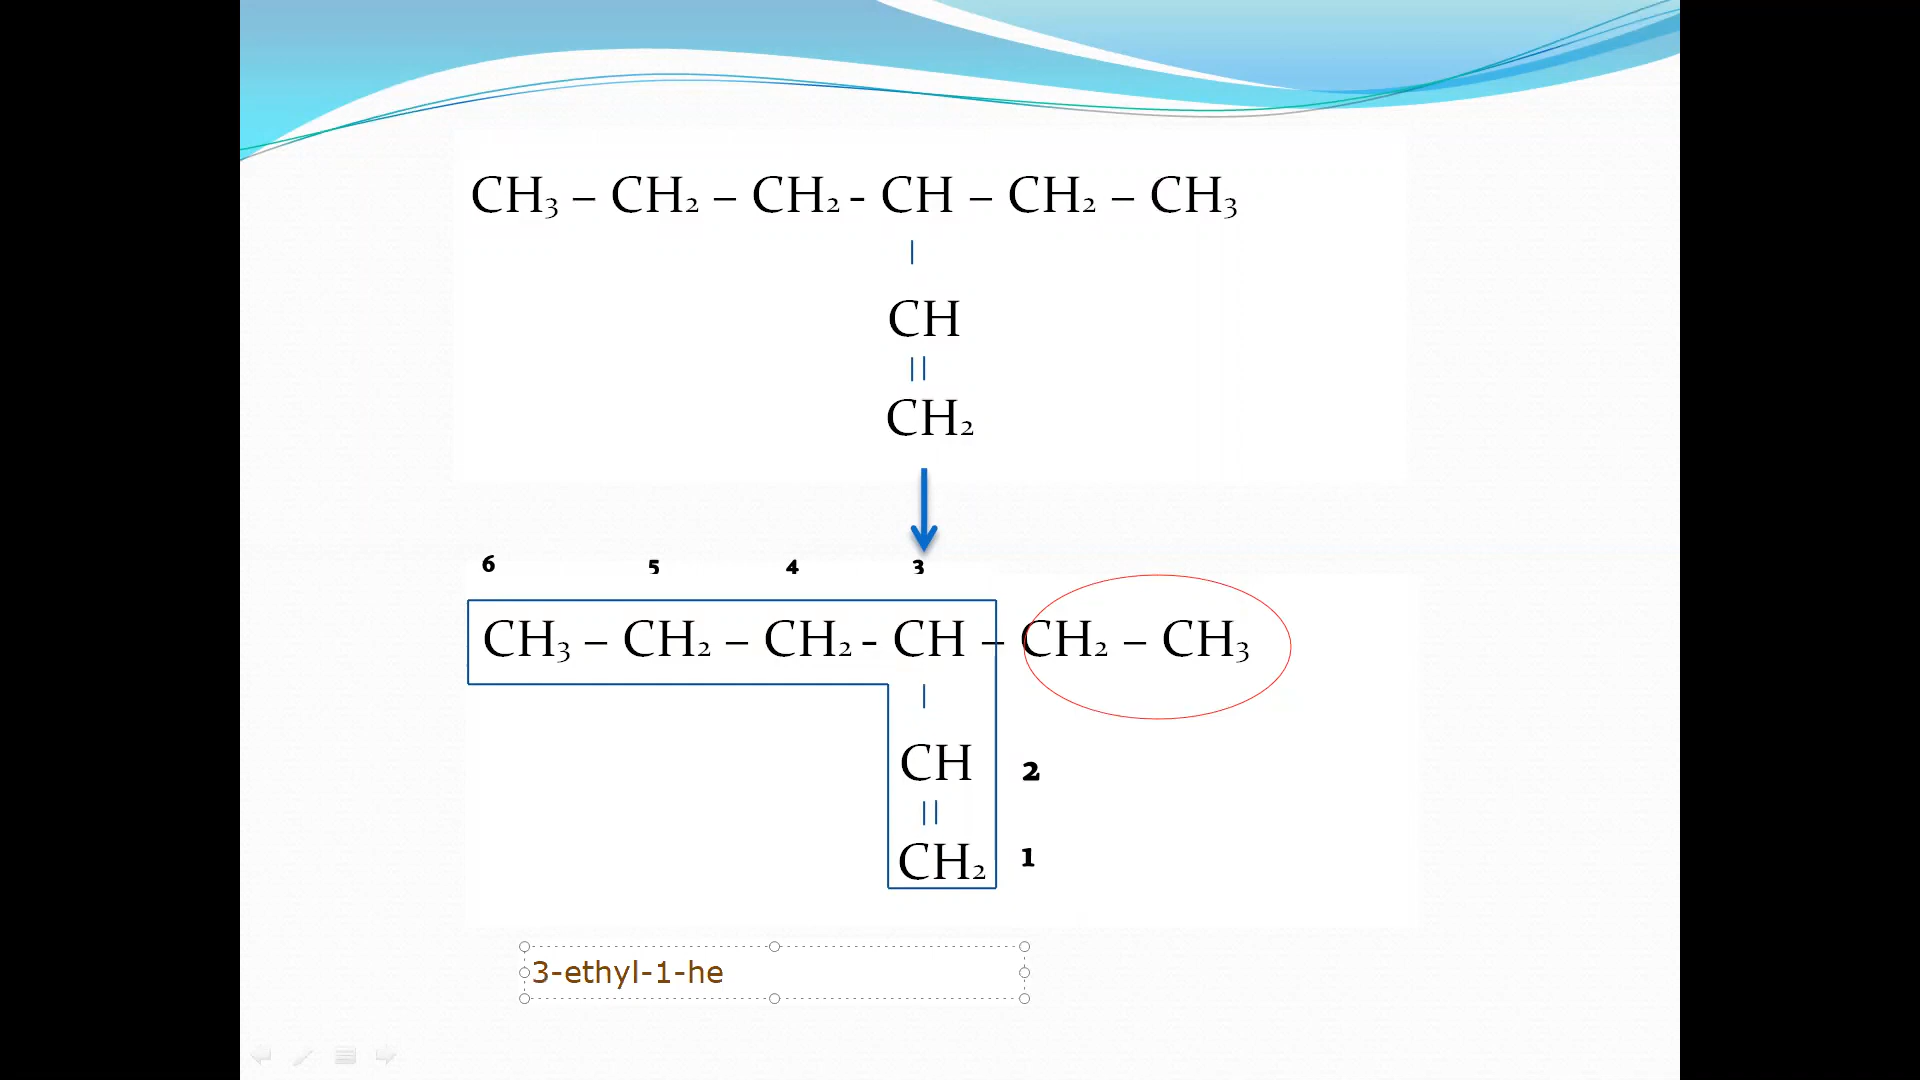 CH₃ – CH₂ – CH₂ - CH – CH₂ – CH₃
|
CH
||
CH₂
6 5 4 3
CH₃ – CH₂ – CH₂ - CH – CH₂ – CH₃
|
CH 2
||
CH₂ 1
3-ethyl-1-he